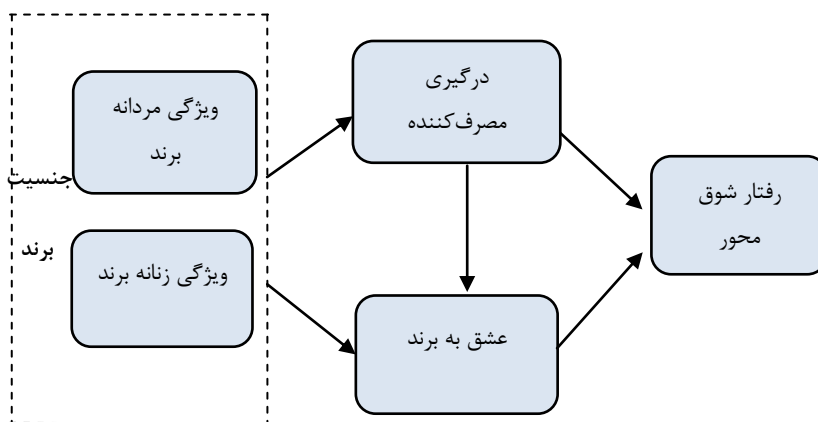 درگیری
مصرف‌کننده
ویژگی مردانه
برند
جنسیت
برند
ویژگی زنانه برند
رفتار شوق
محور
عشق به برند